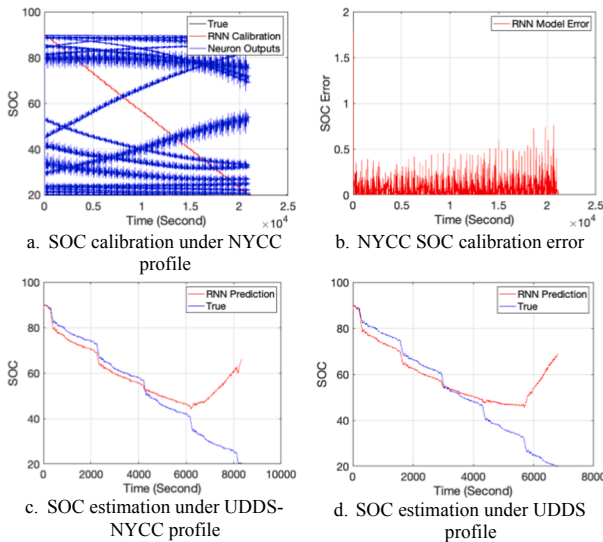 100
80
60
40
20
SOC
0
0.5
1
1.5
2
2.5
Time (Second)
×10⁴
True
RNN Calibration
Neuron Outputs
a. SOC calibration under NYCC
profile
2
1.5
1
0.5
0
SOC Error
0
0.5
1
1.5
2
2.5
Time (Second)
×10⁴
RNN Model Error
b. NYCC SOC calibration error
100
80
60
40
20
SOC
0
2000
4000
6000
8000
10000
Time (Second)
RNN Prediction
True
c. SOC estimation under UDDS-
NYCC profile
100
80
60
40
20
SOC
0
2000
4000
6000
8000
Time (Second)
RNN Prediction
True
d. SOC estimation under UDDS
profile